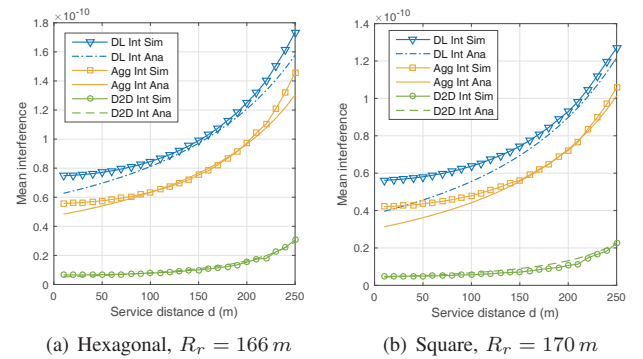 ×10⁻¹⁰
1.8
1.6
1.4
1.2
1
0.8
0.6
0.4
0.2
0
Mean interference
DL Int Sim
DL Int Ana
Agg Int Sim
Agg Int Ana
D2D Int Sim
D2D Int Ana
0 50 100 150 200 250
Service distance d (m)
(a) Hexagonal, Rᵣ = 166 m
×10⁻¹⁰
1.4
1.2
1
0.8
0.6
0.4
0.2
0
Mean interference
DL Int Sim
DL Int Ana
Agg Int Sim
Agg Int Ana
D2D Int Sim
D2D Int Ana
0 50 100 150 200 250
Service distance d (m)
(b) Square, Rᵣ = 170 m